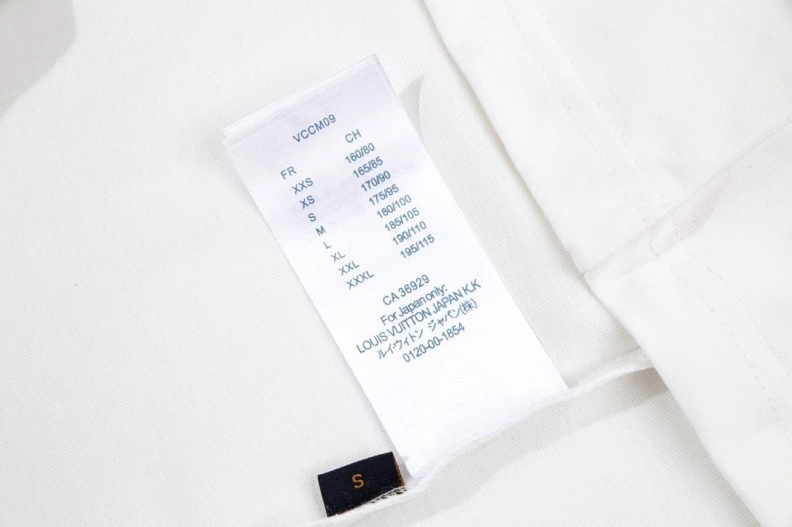 VCCM09
FR CH
XXS 160/80
XS 165/85
S 170/90
M 175/95
L 180/100
XL 185/105
XXL 190/110
XXXL 195/115
CA 36929
For Japan only:
LOUIS VUITTON JAPAN K.K
ルイ・ウィトン ジャパン(株)
0120-00-1854
S